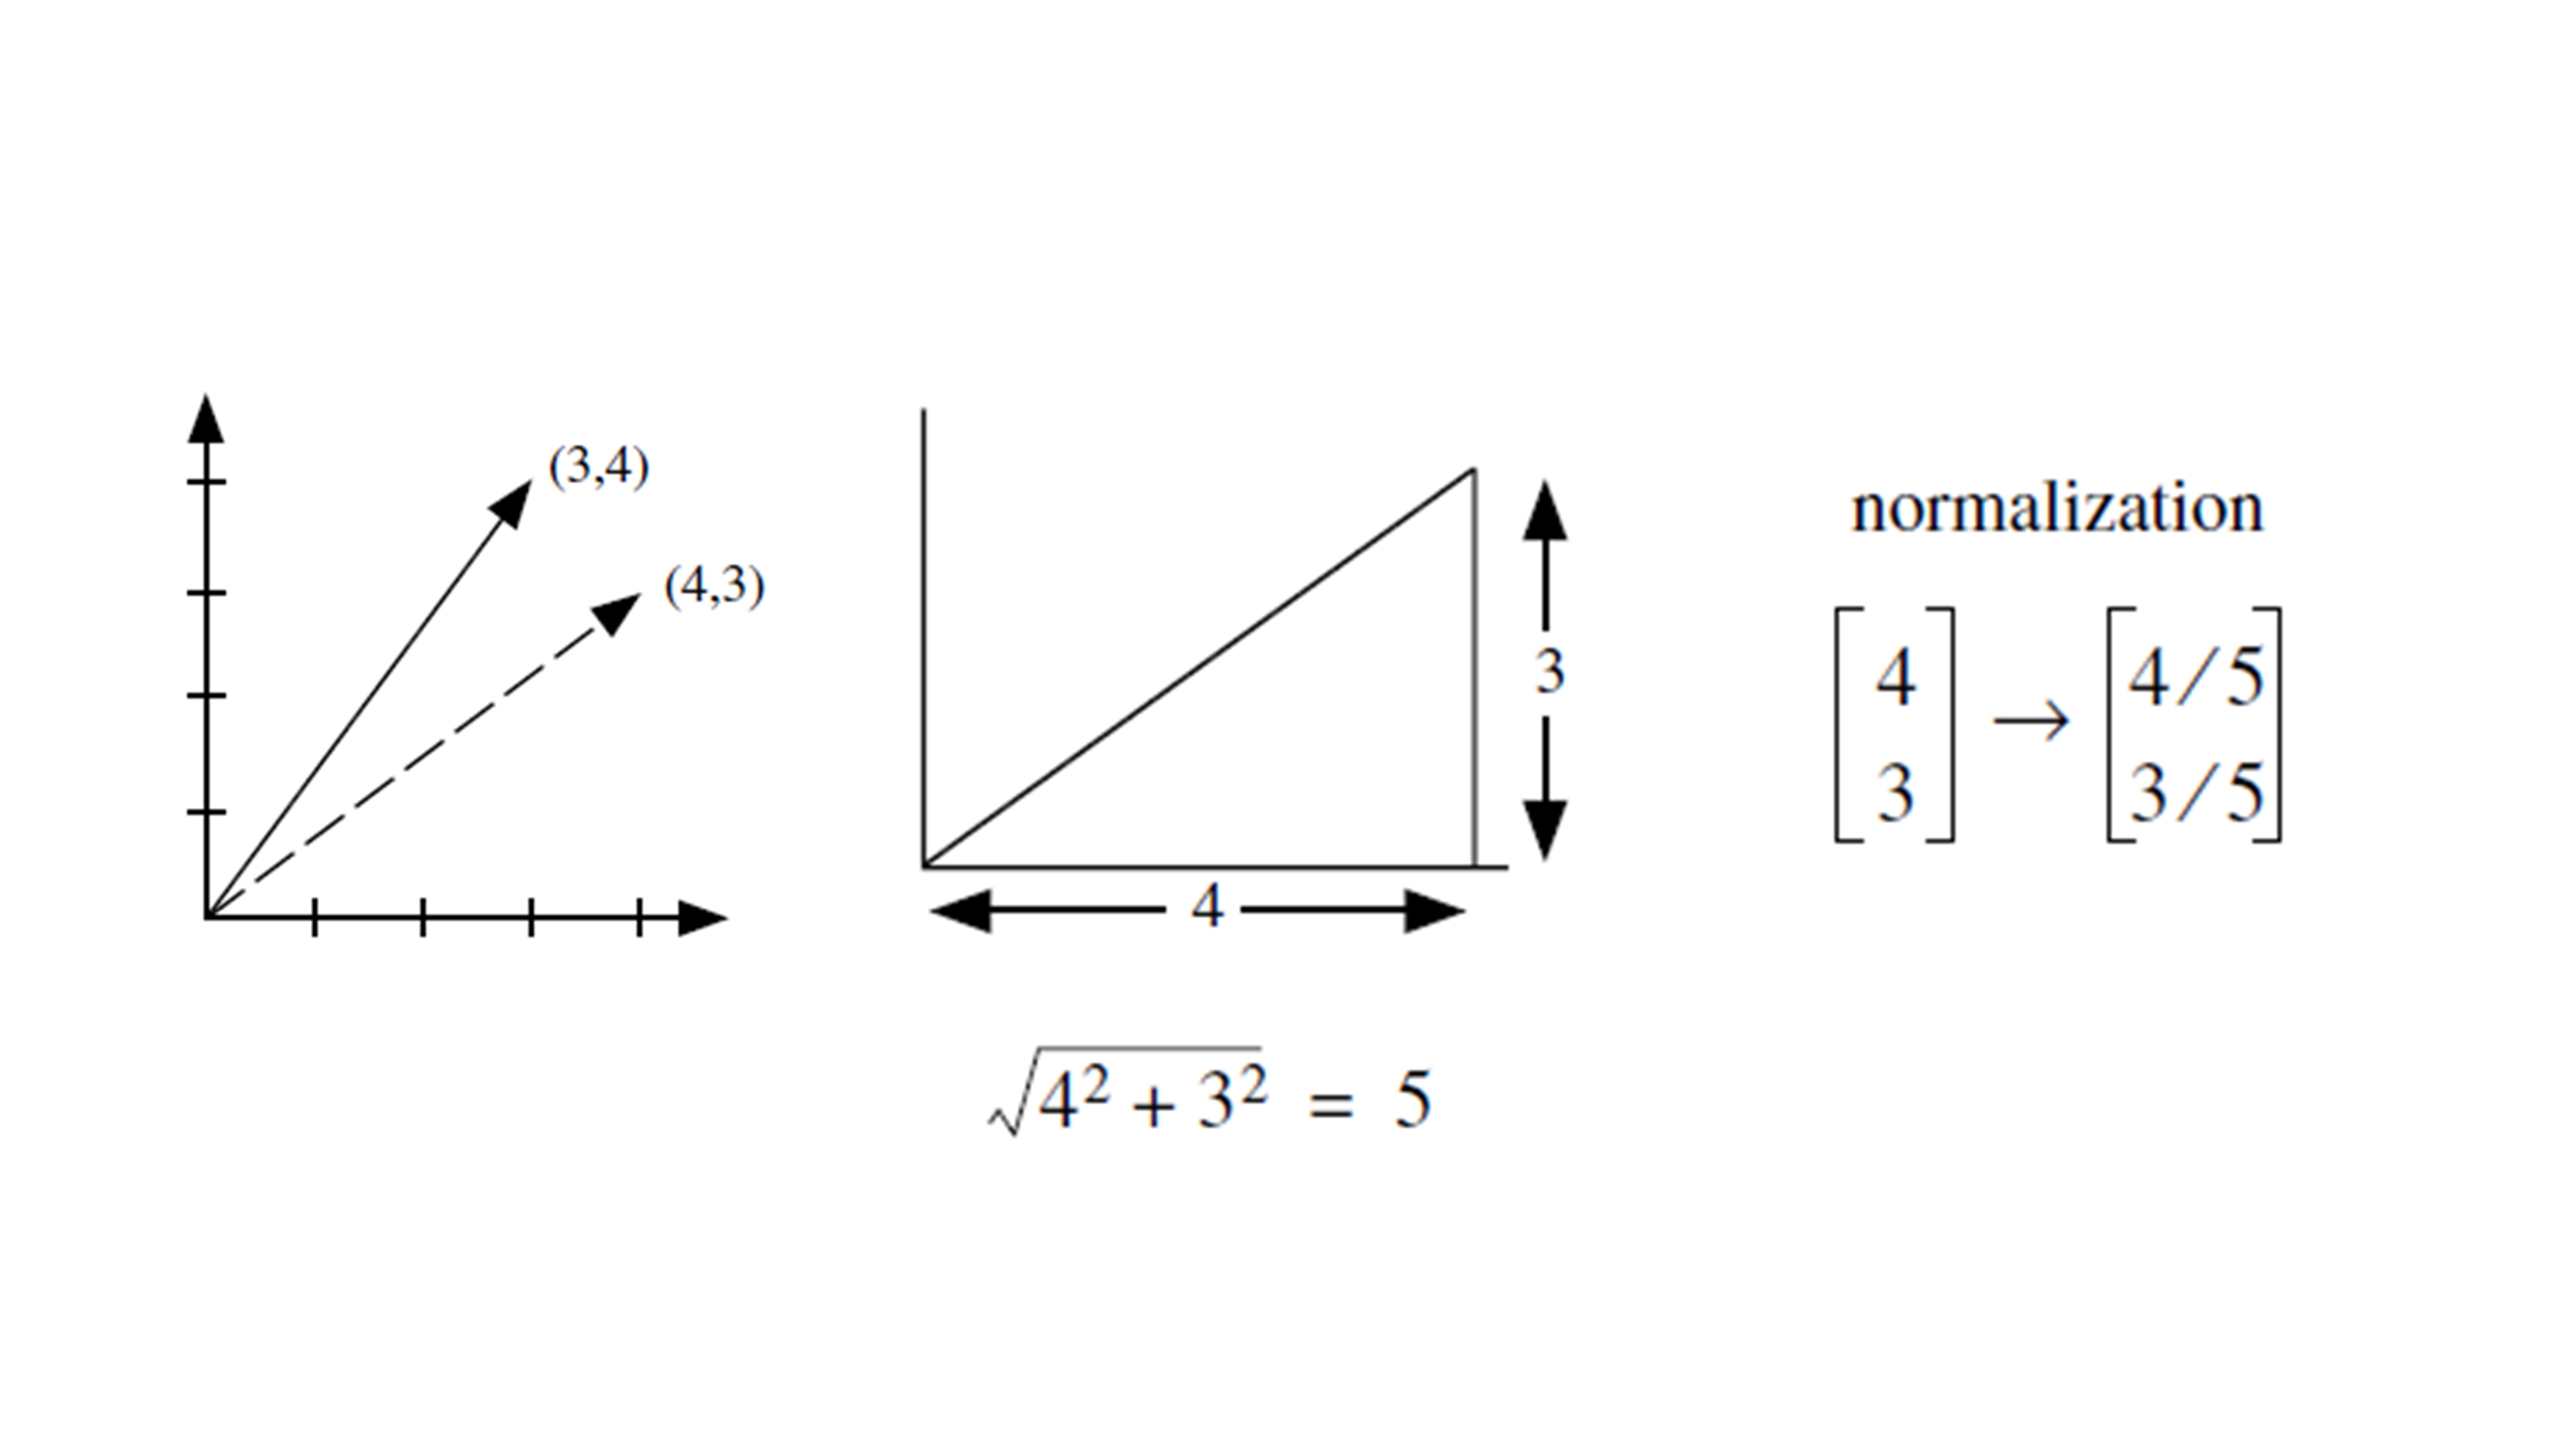 (3,4)
(4,3)
3
4
√4² + 3² = 5
normalization
[4 3] → [4/5 3/5]